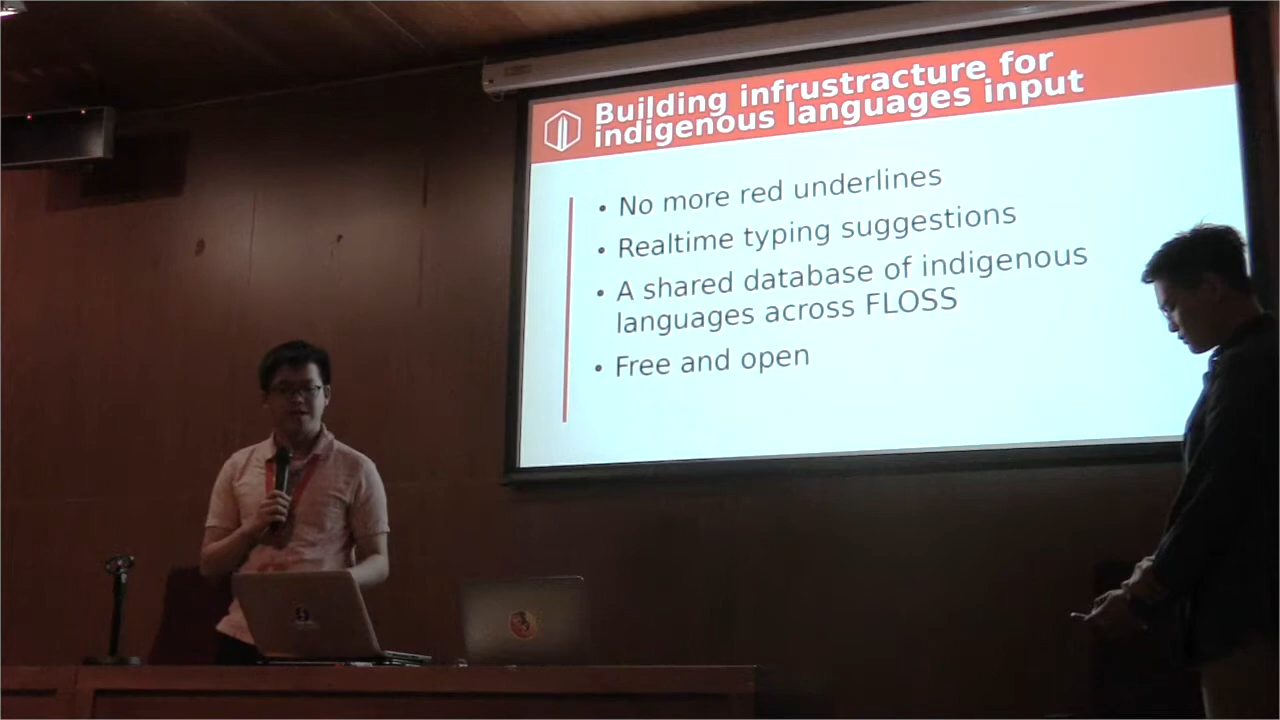 Building infrustracture for
indigenous languages input
• No more red underlines
• Realtime typing suggestions
• A shared database of indigenous
languages across FLOSS
• Free and open